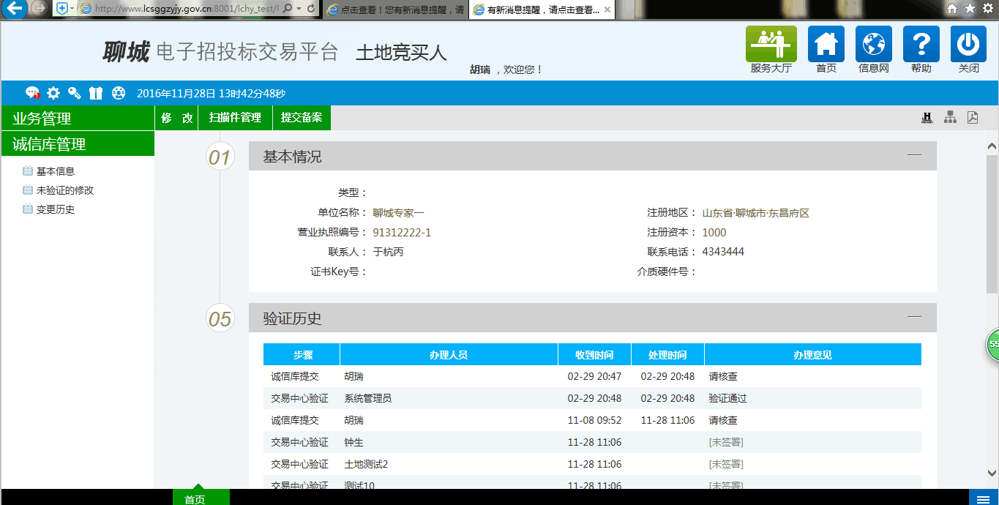 http://www.lcsggzyjy.gov.cn:8001/lchy_test/
点击查看！您有新消息提醒，请
有新消息提醒，请点击查看...
聊城 电子招投标交易平台 土地竞买人
胡瑞 ，欢迎您！
服务大厅 首页 信息网 帮助 关闭
2016年11月28日 13时42分48秒
业务管理
修 改 扫描件管理 提交备案
诚信库管理
基本信息
未验证的修改
变更历史
01 基本情况
类型：
单位名称： 聊城专家一 注册地区： 山东省·聊城市·东昌府区
营业执照编号： 91312222-1 注册资本： 1000
联系人： 于杭丙 联系电话： 4343444
证书Key号： 介质硬件号：
05 验证历史
步骤 办理人员 收到时间 处理时间 办理意见
诚信库提交 胡瑞 02-29 20:47 02-29 20:48 请核查
交易中心验证 系统管理员 02-29 20:48 02-29 20:48 验证通过
诚信库提交 胡瑞 11-08 09:52 11-28 11:06 请核查
交易中心验证 钟生 11-28 11:06 [未签署]
交易中心验证 土地测试2 11-28 11:06 [未签署]
交易中心验证 测试10 11-28 11:06 [未签署]
55
首页